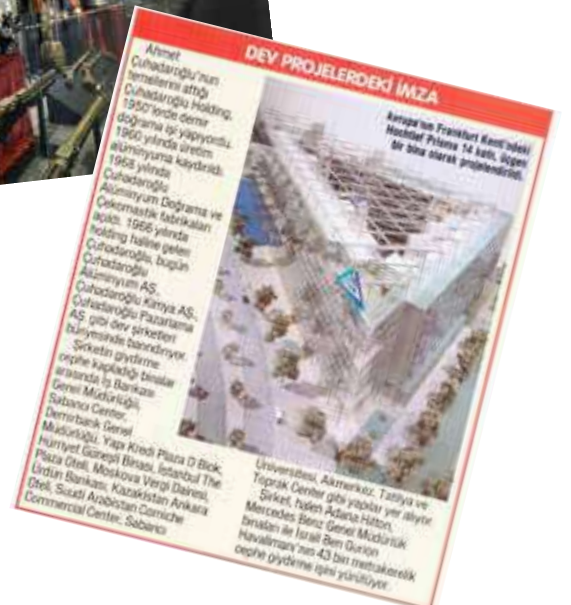 DEV PROJELERDEKİ İMZA
Avrupa'nın Frankfurt Kenti'ndeki
Hochtief Prisma 14 katlı, üçgen
bir bina olarak projelendirildi.
Ahmet
Çuhadaroğlu'nun
temellerini attığı
Çuhadaroğlu Holding,
1950'lerde demir
doğrama işi yapıyordu.
1960 yılında üretim
alüminyuma kaydırıldı.
1968 yılında
Çuhadaroğlu
Alüminyum Doğrama ve
Çekomastik fabrikaları
açıldı. 1986 yılında
holding haline gelen
Çuhadaroğlu, bugün
Çuhadaroğlu
Alüminyum AŞ,
Çuhadaroğlu Kimya AŞ,
Çuhadaroğlu Pazarlama
AŞ gibi dev şirketleri
bünyesinde barındırıyor.
Şirketin giydirme
cephe kapladığı binalar
arasında İş Bankası
Genel Müdürlüğü,
Sabancı Center,
Demirbank Genel
Müdürlüğü, Yapı Kredi Plaza D Blok,
Hürriyet Güneşli Binası, İstanbul The
Plaza Oteli, Moskova Vergi Dairesi,
Ürdün Bankası, Kazakistan Ankara
Oteli, Suudi Arabistan Corniche
Commercial Center, Sabancı
Üniversitesi, Akmerkez, Tatilya ve
Toprak Center gibi yapılar yer alıyor.
Şirket, halen Adana Hilton,
Mercedes Benz Genel Müdürlük
binaları ile İsrail Ben Gurion
Havalimanı'nın 43 bin metrakerelik
cephe giydirme işini yürütüyor.